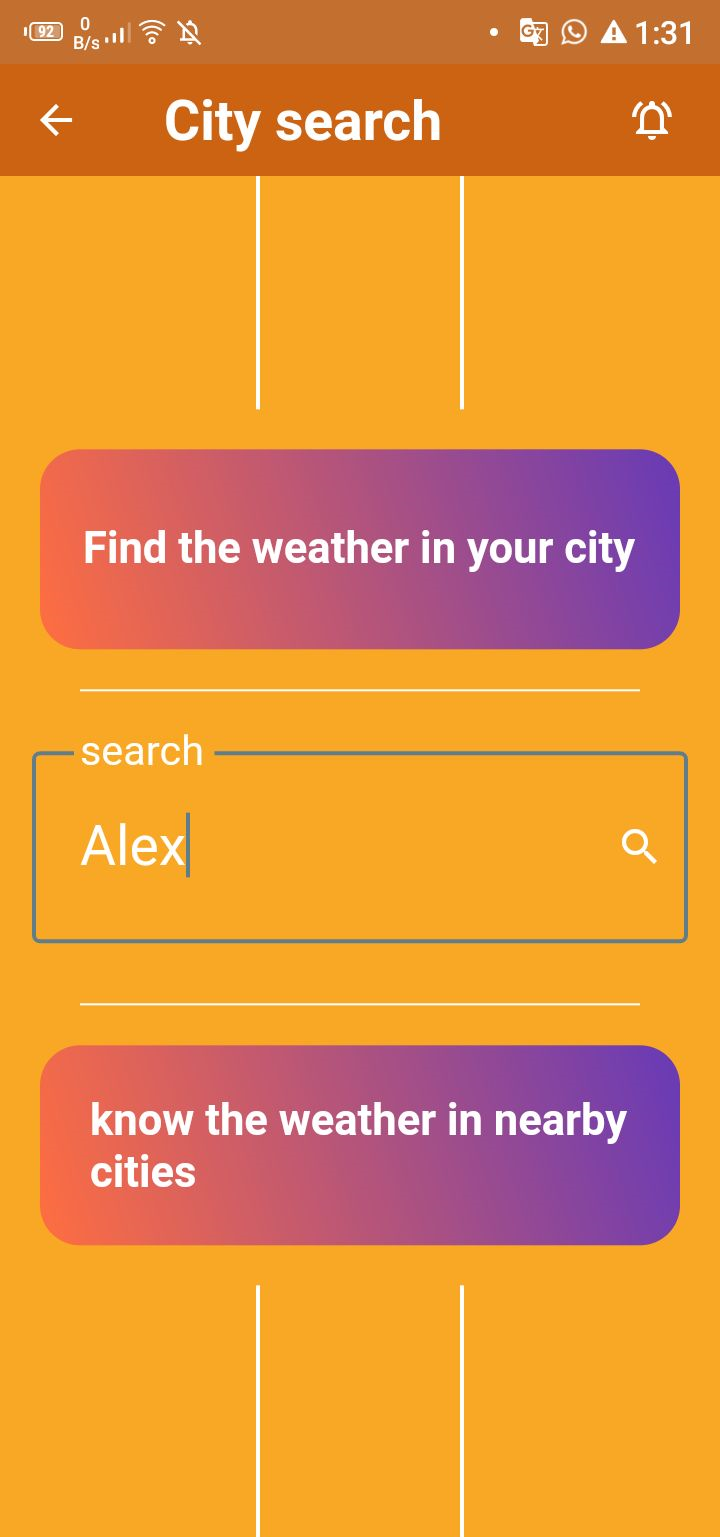 92
0
B/s
1:31
City search
Find the weather in your city
search
Alex
know the weather in nearby
cities